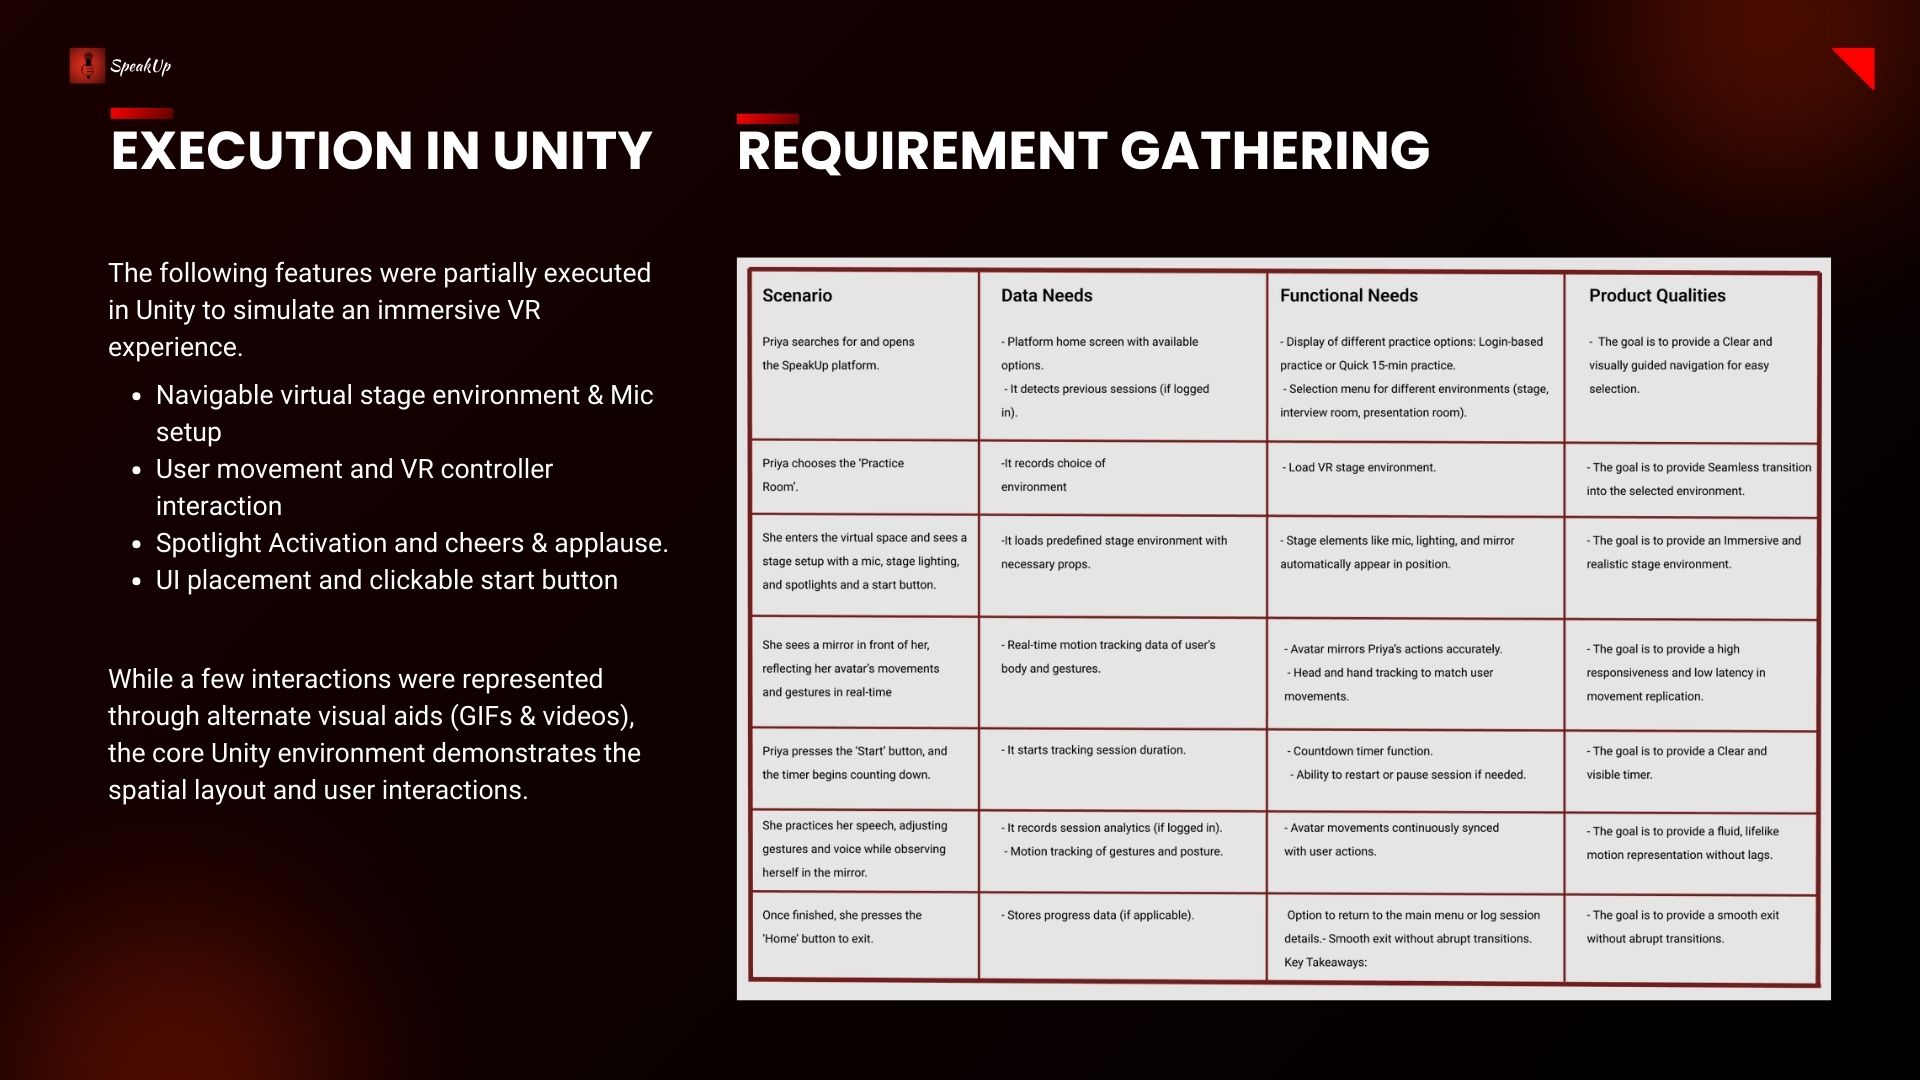 SpeakUp
EXECUTION IN UNITY
The following features were partially executed
in Unity to simulate an immersive VR
experience.
• Navigable virtual stage environment & Mic
setup
• User movement and VR controller
interaction
• Spotlight Activation and cheers & applause.
• UI placement and clickable start button
While a few interactions were represented
through alternate visual aids (GIFs & videos),
the core Unity environment demonstrates the
spatial layout and user interactions.
REQUIREMENT GATHERING
Scenario
Data Needs
Functional Needs
Product Qualities
Priya searches for and opens
the SpeakUp platform.
- Platform home screen with available
options.
- It detects previous sessions (if logged
in).
- Display of different practice options: Login-based
practice or Quick 15-min practice.
- Selection menu for different environments (stage,
interview room, presentation room).
- The goal is to provide a Clear and
visually guided navigation for easy
selection.
Priya chooses the ‘Practice
Room’.
-It records choice of
environment
- Load VR stage environment.
- The goal is to provide Seamless transition
into the selected environment.
She enters the virtual space and sees a
stage setup with a mic, stage lighting,
and spotlights and a start button.
-It loads predefined stage environment with
necessary props.
- Stage elements like mic, lighting, and mirror
automatically appear in position.
- The goal is to provide an Immersive and
realistic stage environment.
She sees a mirror in front of her,
reflecting her avatar’s movements
and gestures in real-time
- Real-time motion tracking data of user’s
body and gestures.
- Avatar mirrors Priya’s actions accurately.
- Head and hand tracking to match user
movements.
- The goal is to provide a high
responsiveness and low latency in
movement replication.
Priya presses the ‘Start’ button, and
the timer begins counting down.
- It starts tracking session duration.
- Countdown timer function.
- Ability to restart or pause session if needed.
- The goal is to provide a Clear and
visible timer.
She practices her speech, adjusting
gestures and voice while observing
herself in the mirror.
- It records session analytics (if logged in).
- Motion tracking of gestures and posture.
- Avatar movements continuously synced
with user actions.
- The goal is to provide a fluid, lifelike
motion representation without lags.
Once finished, she presses the
‘Home’ button to exit.
- Stores progress data (if applicable).
Option to return to the main menu or log session
details.- Smooth exit without abrupt transitions.
Key Takeaways:
- The goal is to provide a smooth exit
without abrupt transitions.